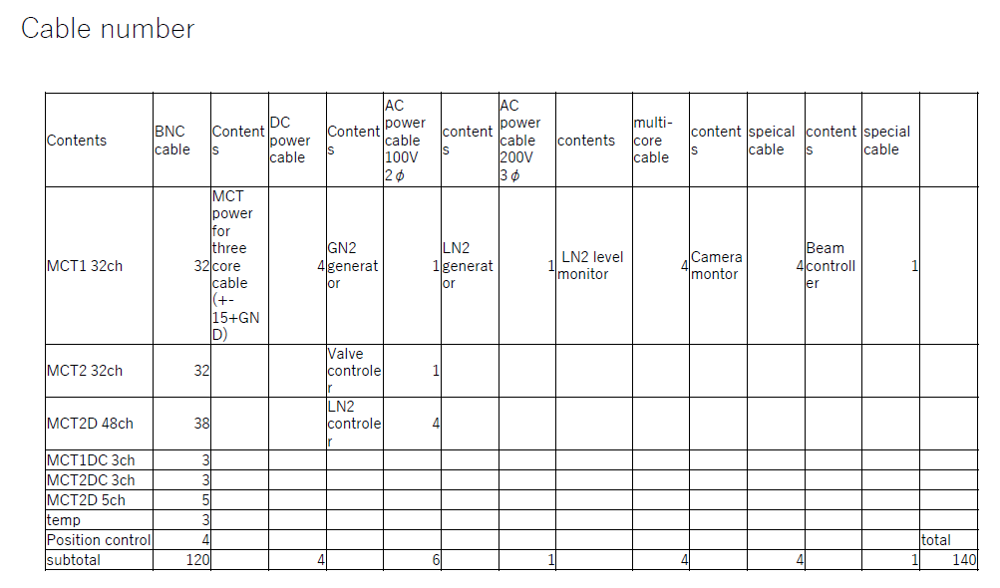 Cable number
Contents BNC cable Contents DC power cable Contents AC power cable 100V 2φ contents AC power cable 200V 3φ contents multi-core cable contents speical cable contents special cable
MCT1 32ch 32 MCT power for three core cable (+-15+GND) 4 GN2 generator 1 LN2 generator 1 LN2 level monitor 4 Camera montor 4 Beam controller 1
MCT2 32ch 32 Valve controler 1
MCT2D 48ch 38 LN2 controler 4
MCT1DC 3ch 3
MCT2DC 3ch 3
MCT2D 5ch 5
temp 3
Position control 4 total
subtotal 120 4 6 1 4 4 1 140